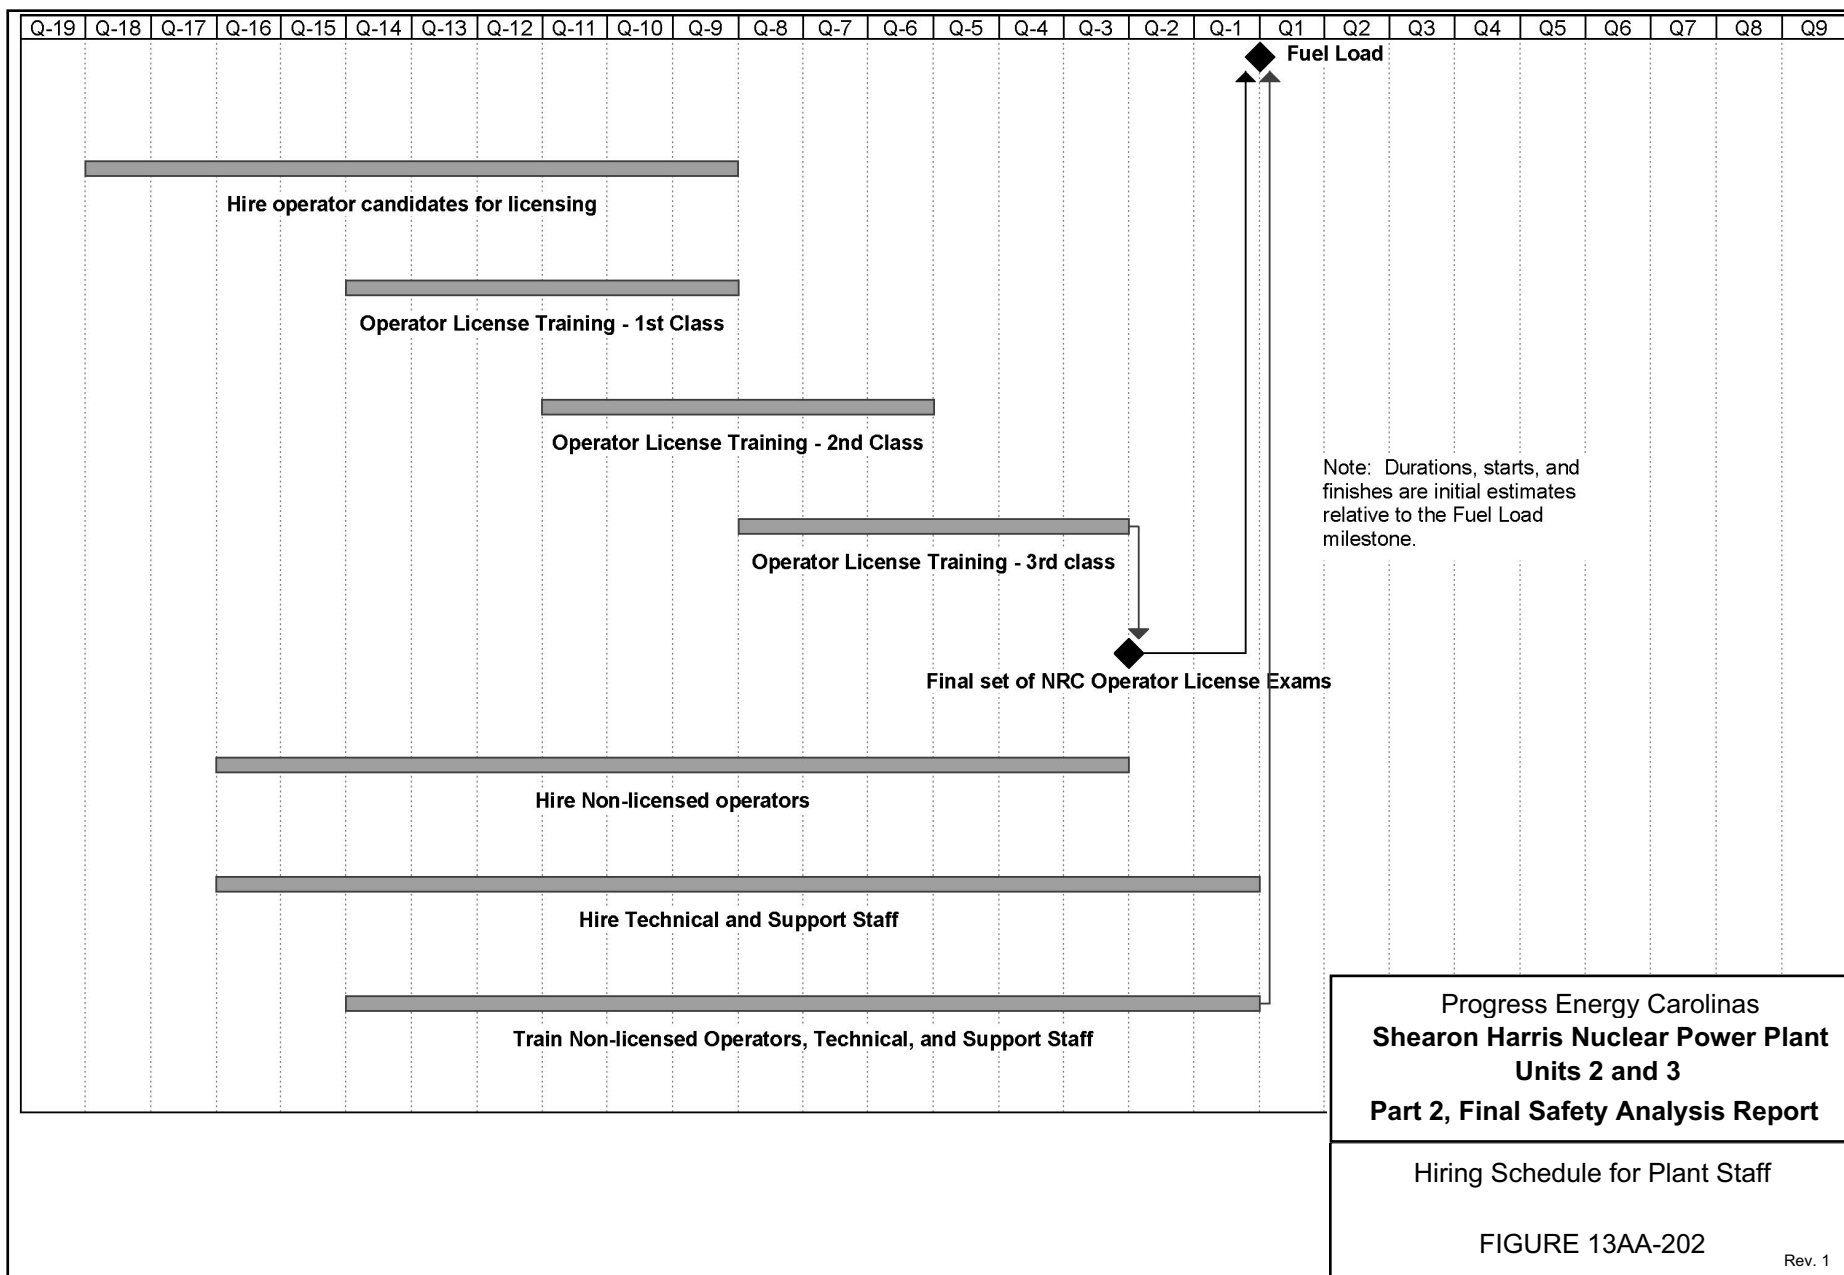 Q-19 Q-18 Q-17 Q-16 Q-15 Q-14 Q-13 Q-12 Q-11 Q-10 Q-9 Q-8 Q-7 Q-6 Q-5 Q-4 Q-3 Q-2 Q-1 Q1 Q2 Q3 Q4 Q5 Q6 Q7 Q8 Q9
Fuel Load
Hire operator candidates for licensing
Operator License Training - 1st Class
Operator License Training - 2nd Class
Note: Durations, starts, and
finishes are initial estimates
relative to the Fuel Load
milestone.
Operator License Training - 3rd class
Final set of NRC Operator License Exams
Hire Non-licensed operators
Hire Technical and Support Staff
Train Non-licensed Operators, Technical, and Support Staff
Progress Energy Carolinas
Shearon Harris Nuclear Power Plant
Units 2 and 3
Part 2, Final Safety Analysis Report
Hiring Schedule for Plant Staff
FIGURE 13AA-202
Rev. 1